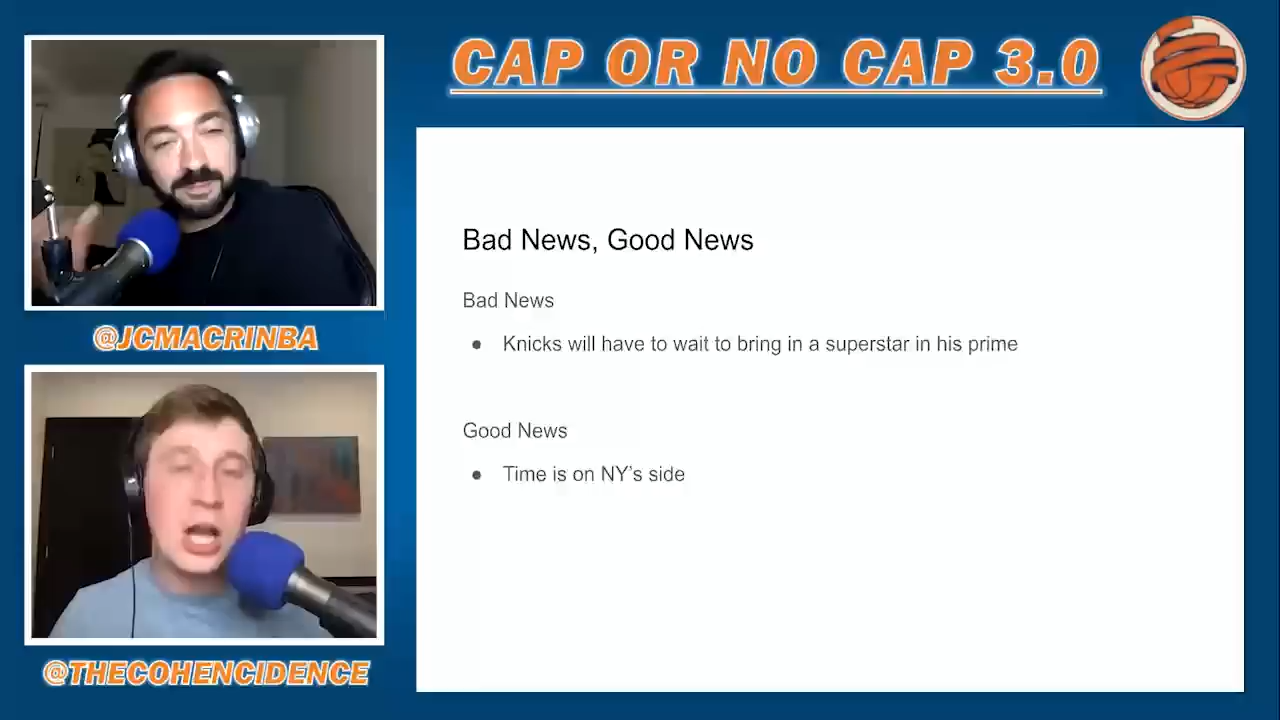 CAP OR NO CAP 3.0
@JCMACRINBA
@THECOHENCIDENCE
Bad News, Good News
Bad News
● Knicks will have to wait to bring in a superstar in his prime
Good News
● Time is on NY's side